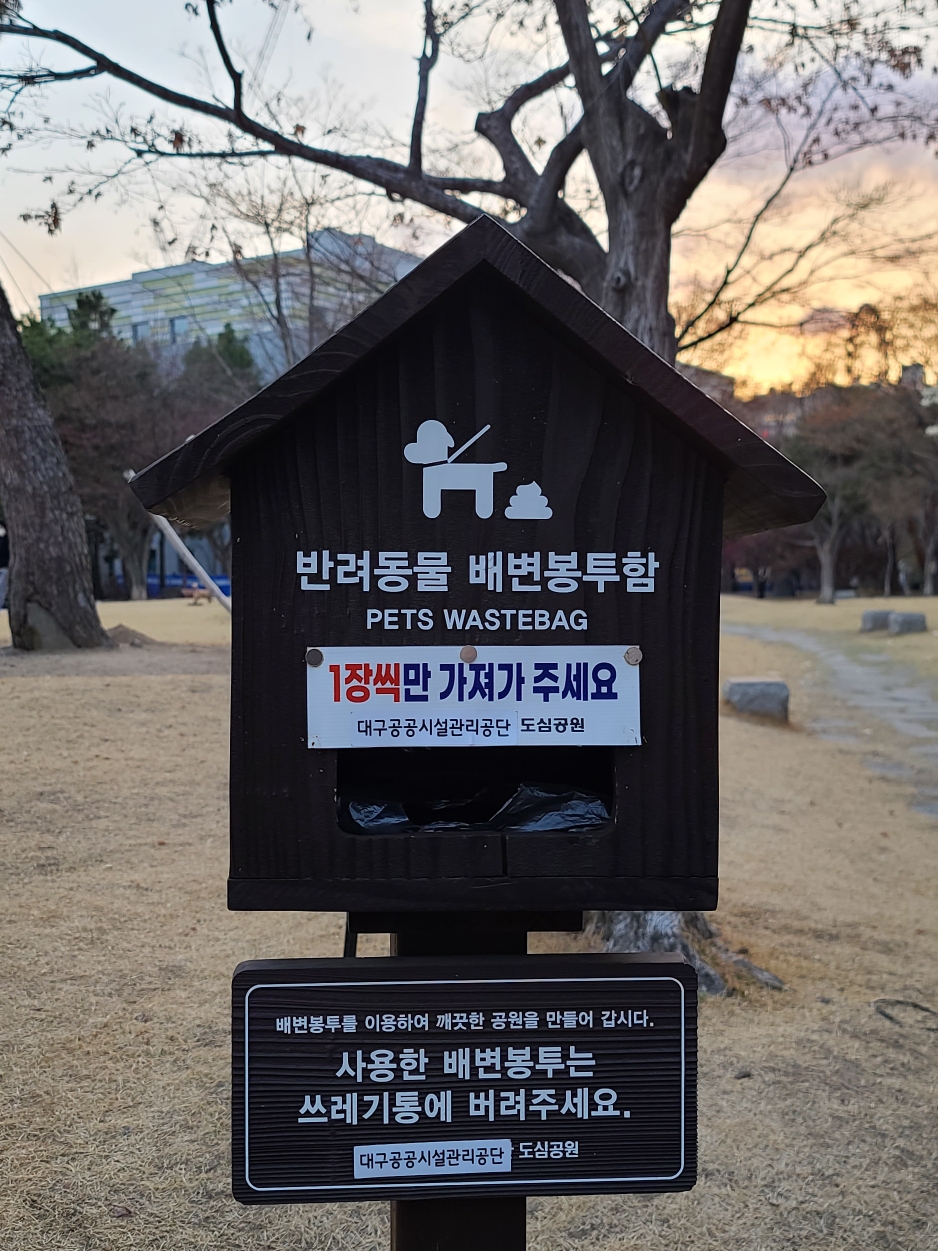 반려동물 배변봉투함
PETS WASTEBAG
1장씩만 가져가 주세요
대구공공시설관리공단 도심공원
배변봉투를 이용하여 깨끗한 공원을 만들어 갑시다.
사용한 배변봉투는
쓰레기통에 버려주세요.
대구공공시설관리공단 도심공원